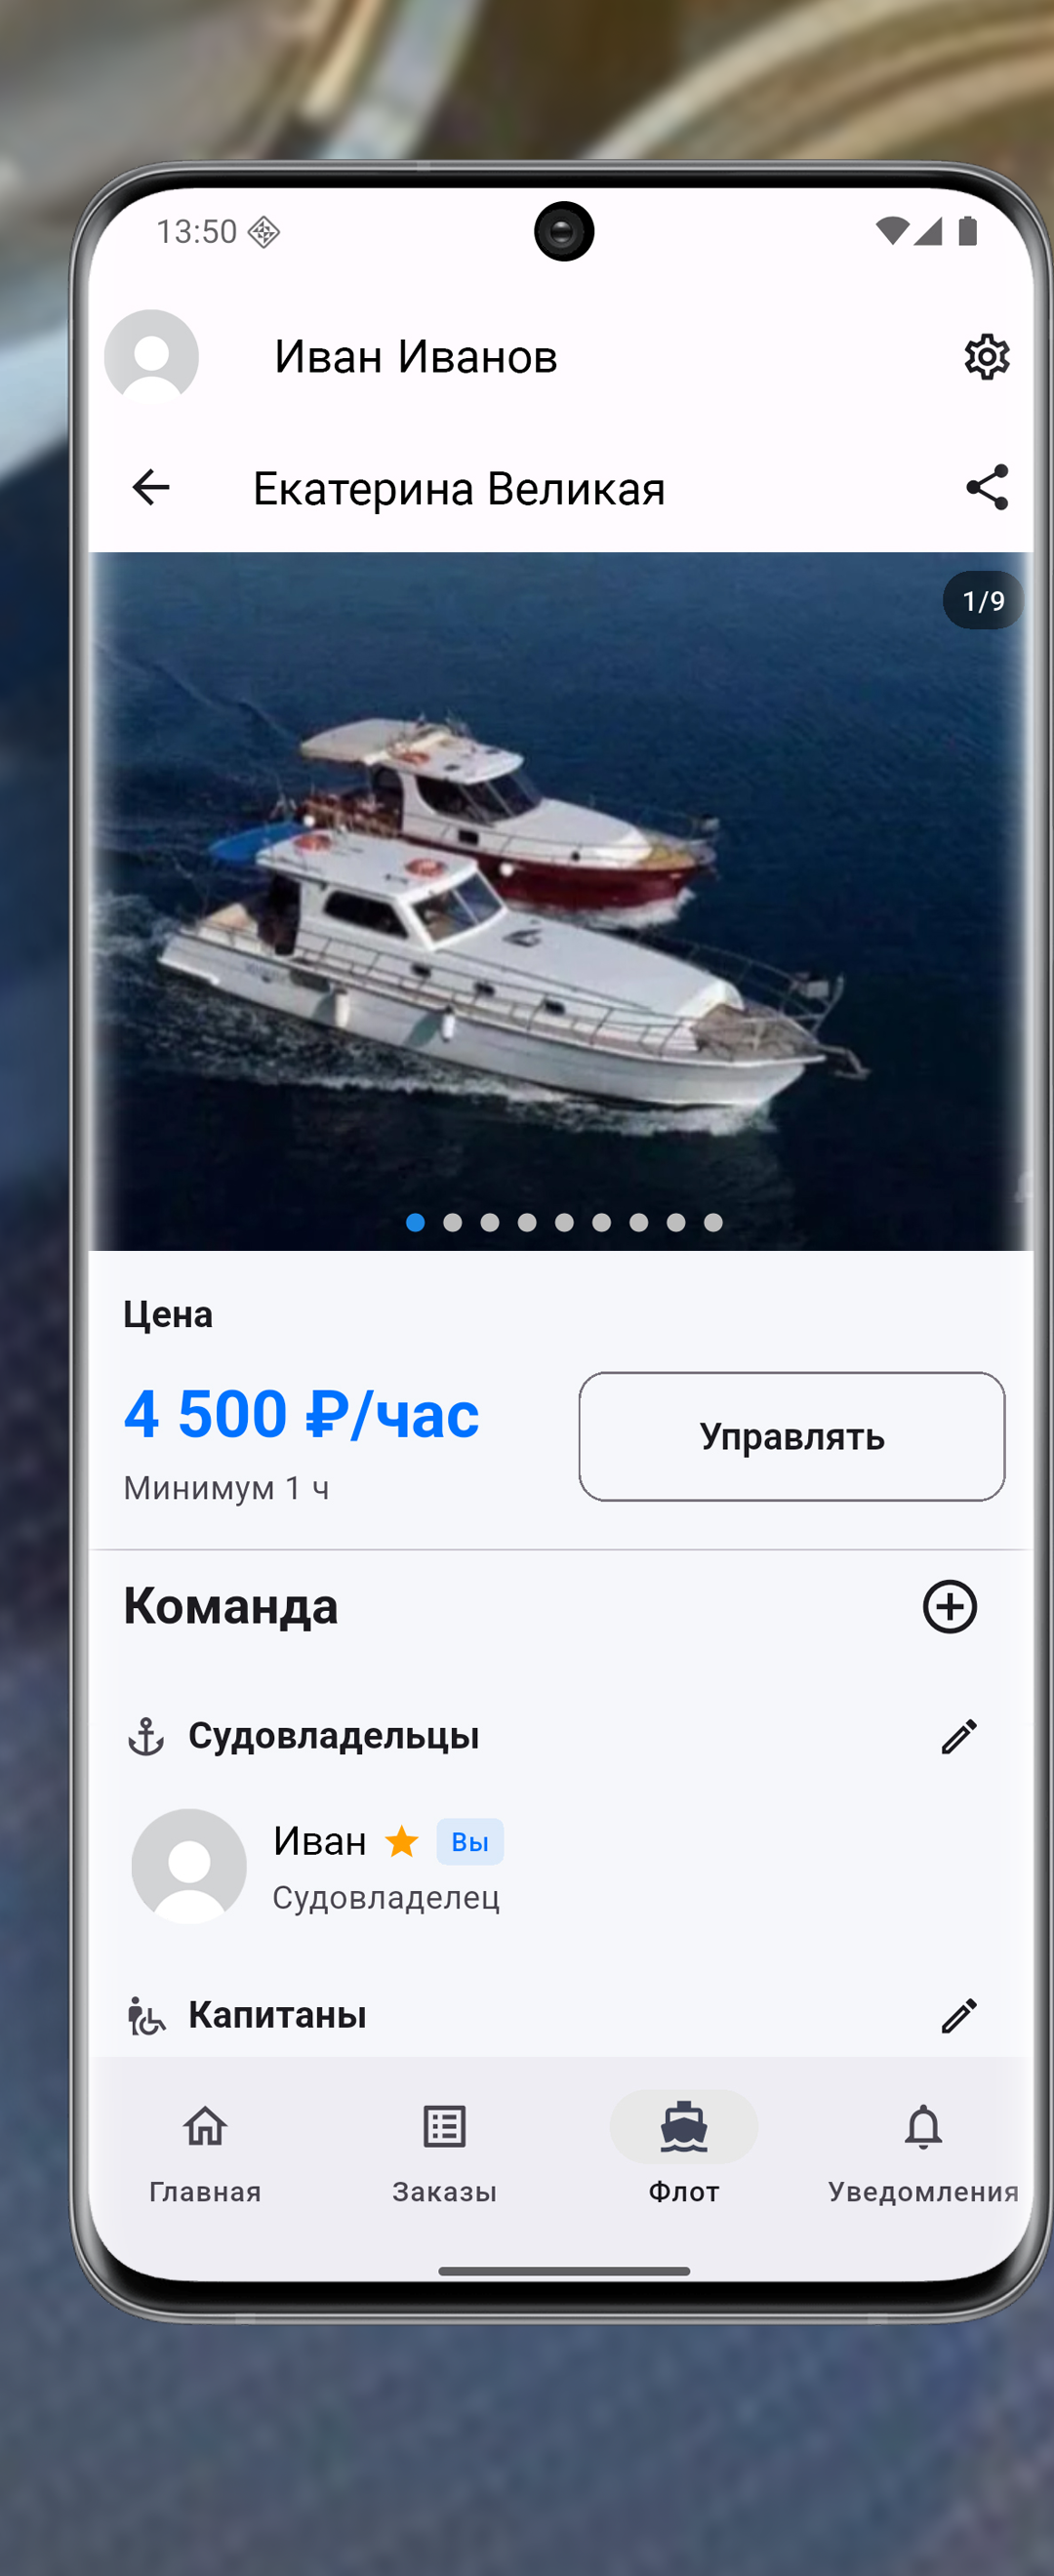 13:50
Иван Иванов
Екатерина Великая
1/9
Цена
4 500 ₽/час
Управлять
Минимум 1 ч
Команда
Судовладельцы
Иван Вы
Судовладелец
Капитаны
Главная Заказы Флот Уведомления